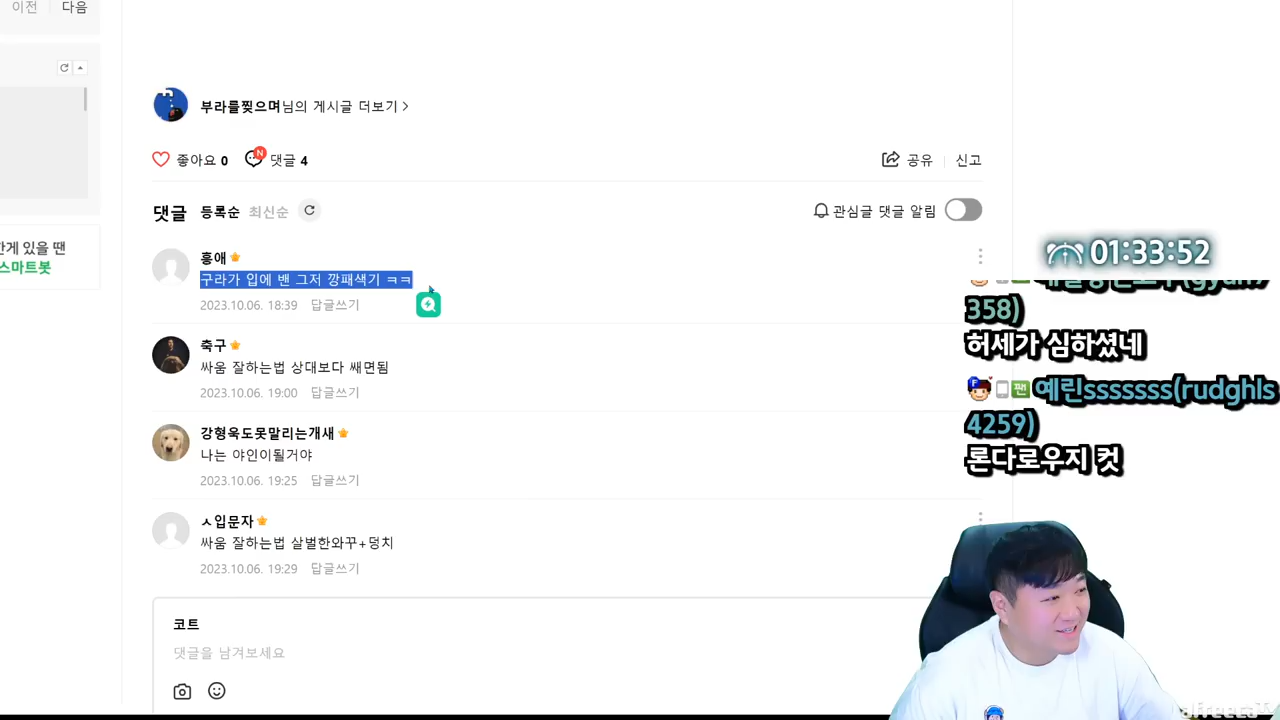 이전 다음
부라를찢으며님의 게시글 더보기 >
좋아요 0 댓글 4
공유 신고
댓글 등록순 최신순
관심글 댓글 알림
한게 있을 땐
스마트봇
홍애
구라가 입에 밴 그저 깡패색기 ㅋㅋ
2023.10.06. 18:39 답글쓰기
축구
싸움 잘하는법 상대보다 쌔면됨
2023.10.06. 19:00 답글쓰기
강형욱도못말리는개새
나는 야인이될거야
2023.10.06. 19:25 답글쓰기
ㅅ입문자
싸움 잘하는법 살벌한와꾸+덩치
2023.10.06. 19:29 답글쓰기
코트
댓글을 남겨보세요
01:33:52
358)
허세가 심하셨네
예린sssssss(rudghls
4259)
론다로우지 컷
afreecaTV